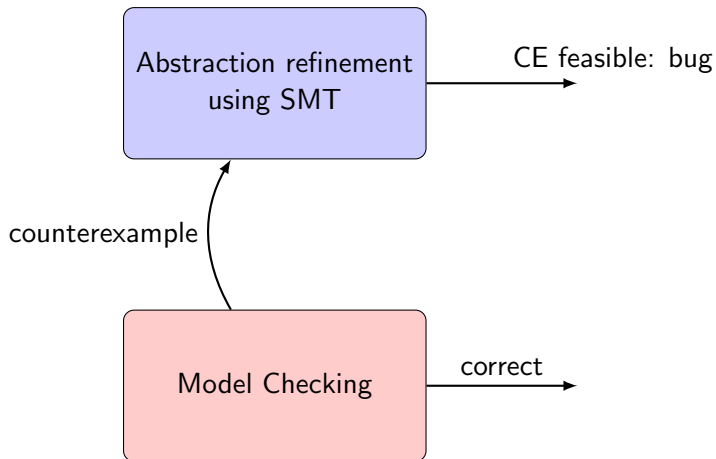 Abstraction refinement
using SMT
CE feasible: bug
counterexample
Model Checking
correct